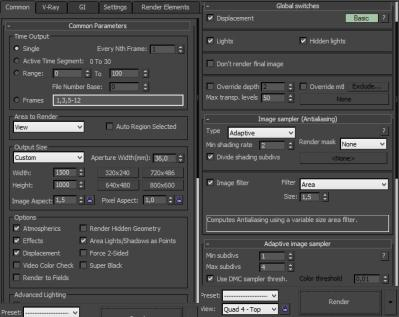 Common V-Ray GI Settings Render Elements
Common Parameters
Time Output
Single Every Nth Frame: 1
Active Time Segment: 0 To 30
Range: 0 To 100
File Number Base: 0
Frames 1,3,5-12
Area to Render
View Auto Region Selected
Output Size
Custom Aperture Width(mm): 36,0
Width: 1500 320x240 720x486
Height: 1000 640x480 800x600
Image Aspect: 1,5 Pixel Aspect: 1,0
Options
Atmospherics Render Hidden Geometry
Effects Area Lights/Shadows as Points
Displacement Force 2-Sided
Video Color Check Super Black
Render to Fields
Advanced Lighting
Preset:
Global switches
Displacement Basic ?
Lights Hidden lights
Don't render final image
Override depth Override mtl Exclude...
Max transp. levels 50 None
Image sampler (Antialiasing)
Type Adaptive ?
Min shading rate 2 Render mask None
Divide shading subdivs <None>
Image filter Filter Area
Size: 1,5
Computes Antialiasing using a variable size area filter.
Adaptive image sampler
Min subdivs 1 ?
Max subdivs 4
Use DMC sampler thresh. Color threshold 0,01
Preset:
Render
View: Quad 4 - Top